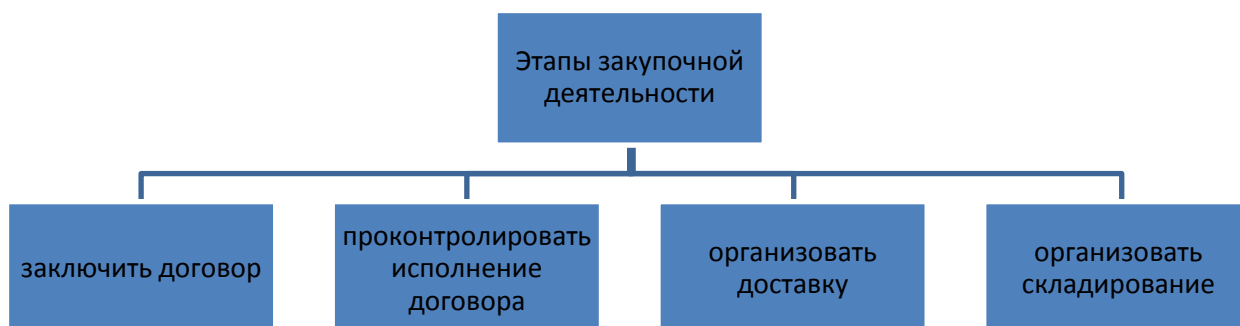 Этапы закупочной
деятельности
заключить договор
проконтролировать
исполнение
договора
организовать
доставку
организовать
складирование